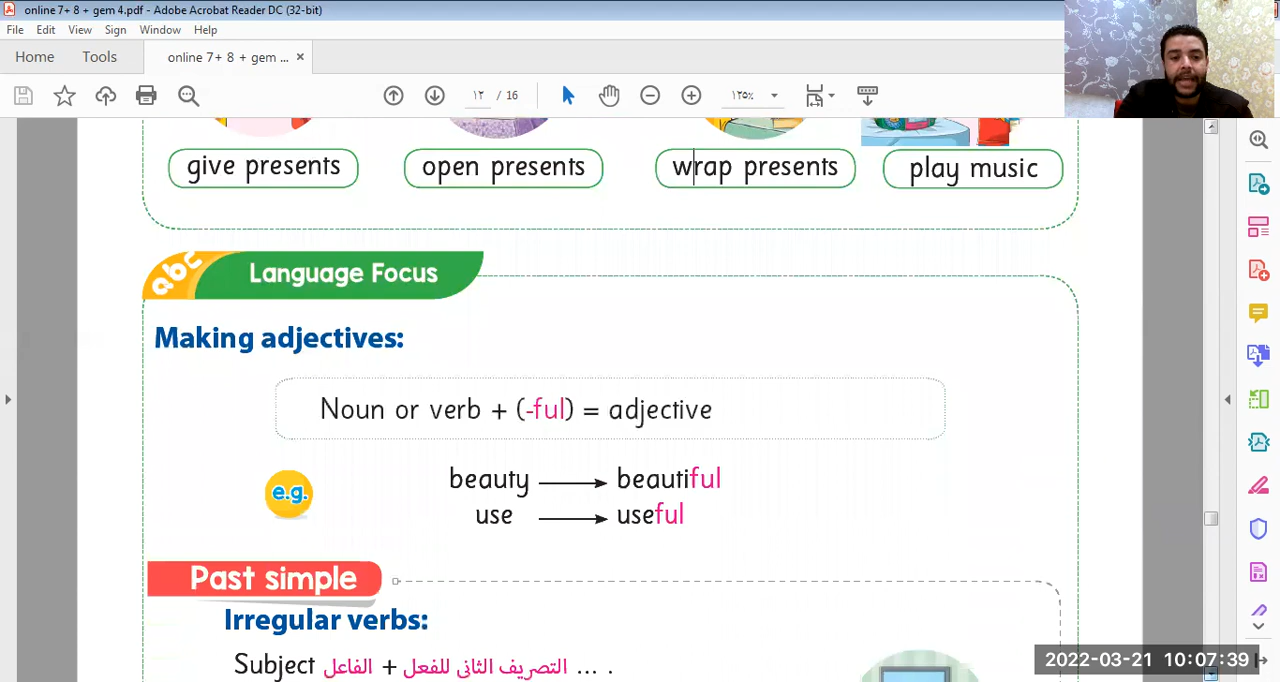 online 7+ 8 + gem 4.pdf - Adobe Acrobat Reader DC (32-bit)
File Edit View Sign Window Help
Home Tools online 7+ 8 + gem ... ×
١٢ / 16 ١٢٥%
give presents open presents wrap presents play music
abc Language Focus
Making adjectives:
Noun or verb + (-ful) = adjective
e.g. beauty → beautiful
use → useful
Past simple
Irregular verbs:
Subject الفاعل + التصريف الثانى للفعل ... .
2022-03-21 10:07:39